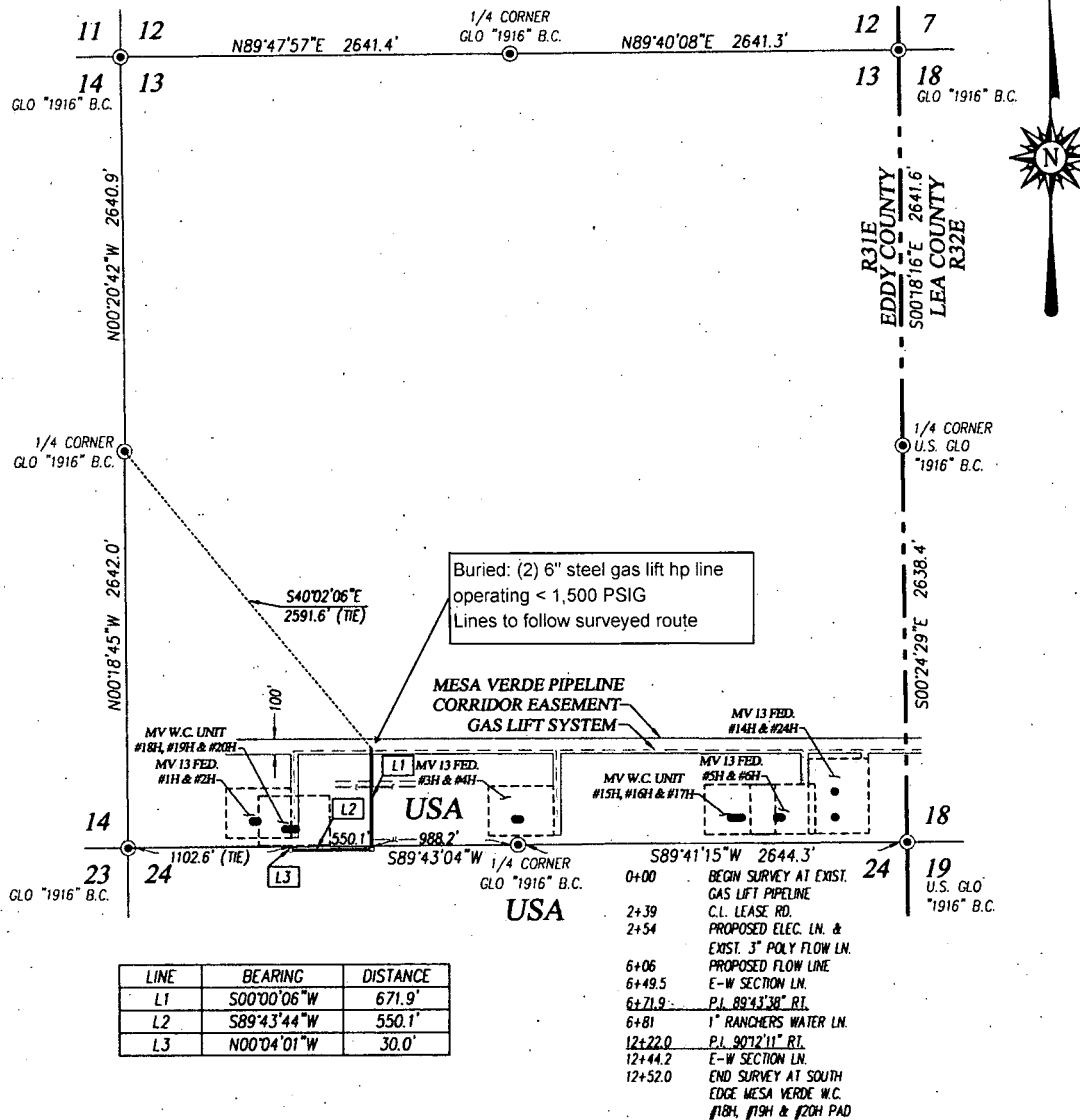 11 12
1/4 CORNER
GLO "1916" B.C.
12 7
N89°47'57"E 2641.4'
N89°40'08"E 2641.3'
14 13
GLO "1916" B.C.
13 18
GLO "1916" B.C.
N
N00°20'42"W 2640.9'
R31E
EDDY COUNTY
S00°18'16"E 2641.6'
LEA COUNTY
R32E
1/4 CORNER
GLO "1916" B.C.
1/4 CORNER
U.S. GLO
"1916" B.C.
N00°18'45"W 2642.0'
S40°02'06"E
2591.6' (TIE)
Buried: (2) 6" steel gas lift hp line
operating < 1,500 PSIG
Lines to follow surveyed route
S00°24'29"E 2638.4'
100'
MESA VERDE PIPELINE
CORRIDOR EASEMENT
GAS LIFT SYSTEM
MV W.C. UNIT
#18H, #19H & #20H
MV 13 FED.
#1H & #2H
L1
MV 13 FED.
#3H & #4H
MV 13 FED.
#14H & #24H
MV W.C. UNIT
#15H, #16H & #17H
MV 13 FED.
#5H & #6H
L2
USA
14
18
550.1'
988.2'
1102.6' (TIE)
S89°43'04"W
1/4 CORNER
GLO "1916" B.C.
S89°41'15"W 2644.3'
L3
23 24
GLO "1916" B.C.
24 19
U.S. GLO
"1916" B.C.
USA
0+00 BEGIN SURVEY AT EXIST.
GAS LIFT PIPELINE
2+39 C.L. LEASE RD.
2+54 PROPOSED ELEC. LN. &
EXIST. 3" POLY FLOW LN.
6+06 PROPOSED FLOW LINE
6+49.5 E-W SECTION LN.
6+71.9 P.I. 89°43'38" RT.
6+81 1" RANCHERS WATER LN.
12+22.0 P.I. 90°12'11" RT.
12+44.2 E-W SECTION LN.
12+52.0 END SURVEY AT SOUTH
EDGE MESA VERDE W.C.
#18H, #19H & #20H PAD
LINE BEARING DISTANCE
L1 S00°00'06"W 671.9'
L2 S89°43'44"W 550.1'
L3 N00°04'01"W 30.0'